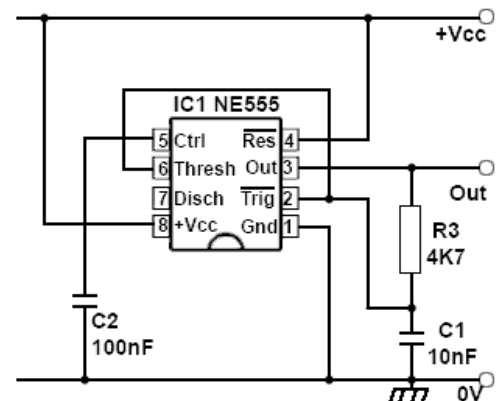 +Vcc
IC1 NE555
5 Ctrl Res 4
6 Thresh Out 3
7 Disch Trig 2
8 +Vcc Gnd 1
Out
R3
4K7
C2
100nF
C1
10nF
0V